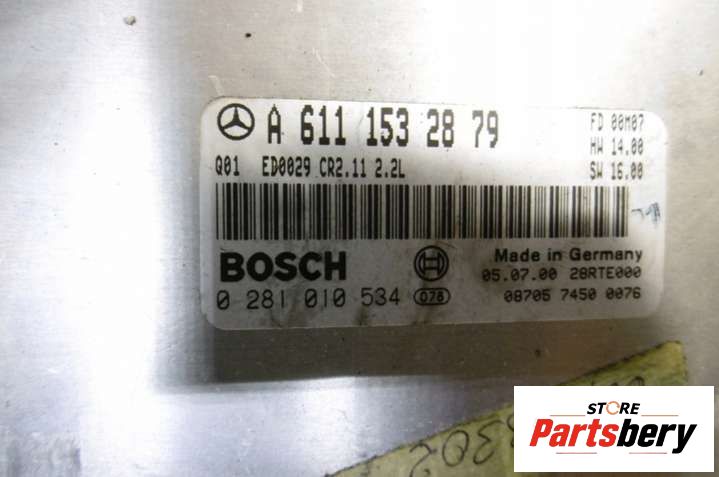 A 611 153 28 79
FD 00M07
HW 14.00
Q01 ED0029 CR2.11 2.2L
SW 16.00
BOSCH
Made in Germany
05.07.00 28RTE000
0 281 010 534 078
08705 7450 0076
STORE
Partsbery